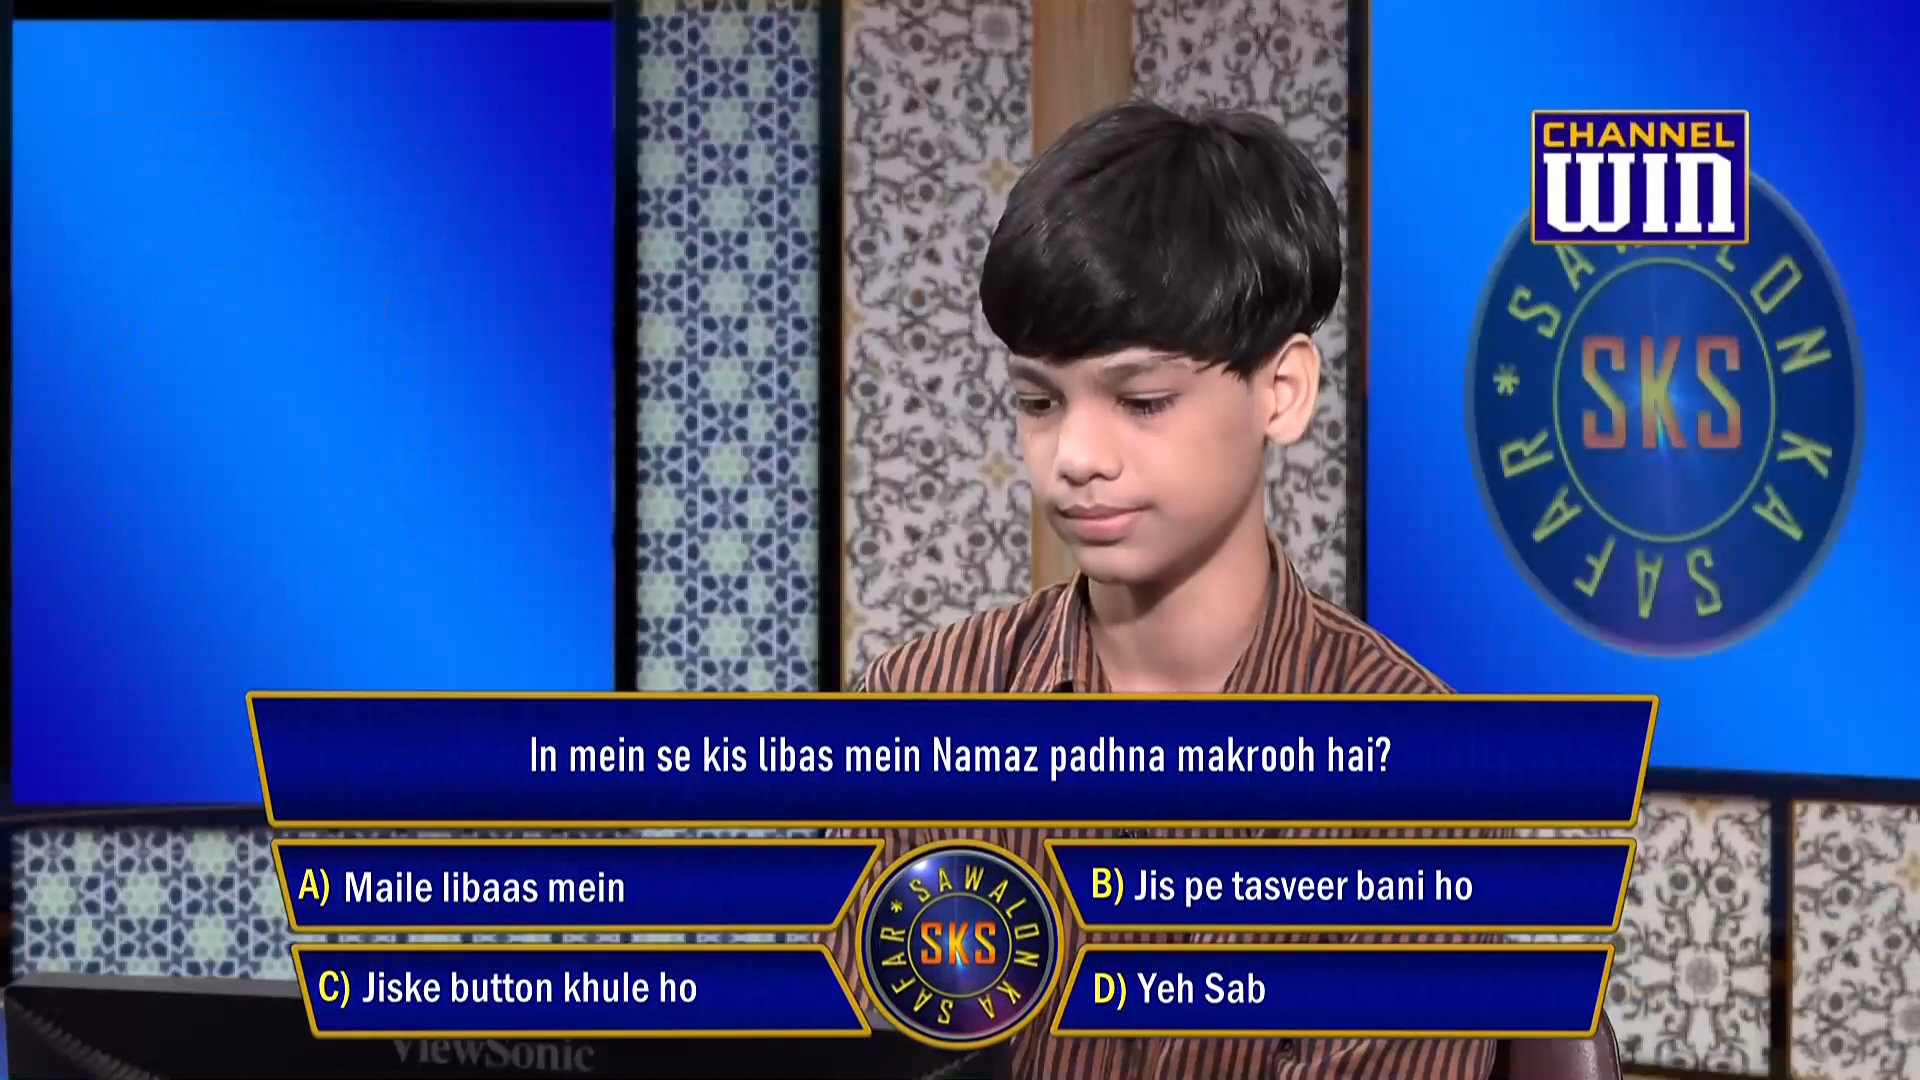 CHANNEL
WIN
* SAWALON KA SAFAR
SKS
In mein se kis libas mein Namaz padhna makrooh hai?
A) Maile libaas mein
B) Jis pe tasveer bani ho
* SAWALON KA SAFAR
SKS
C) Jiske button khule ho
D) Yeh Sab
ViewSonic